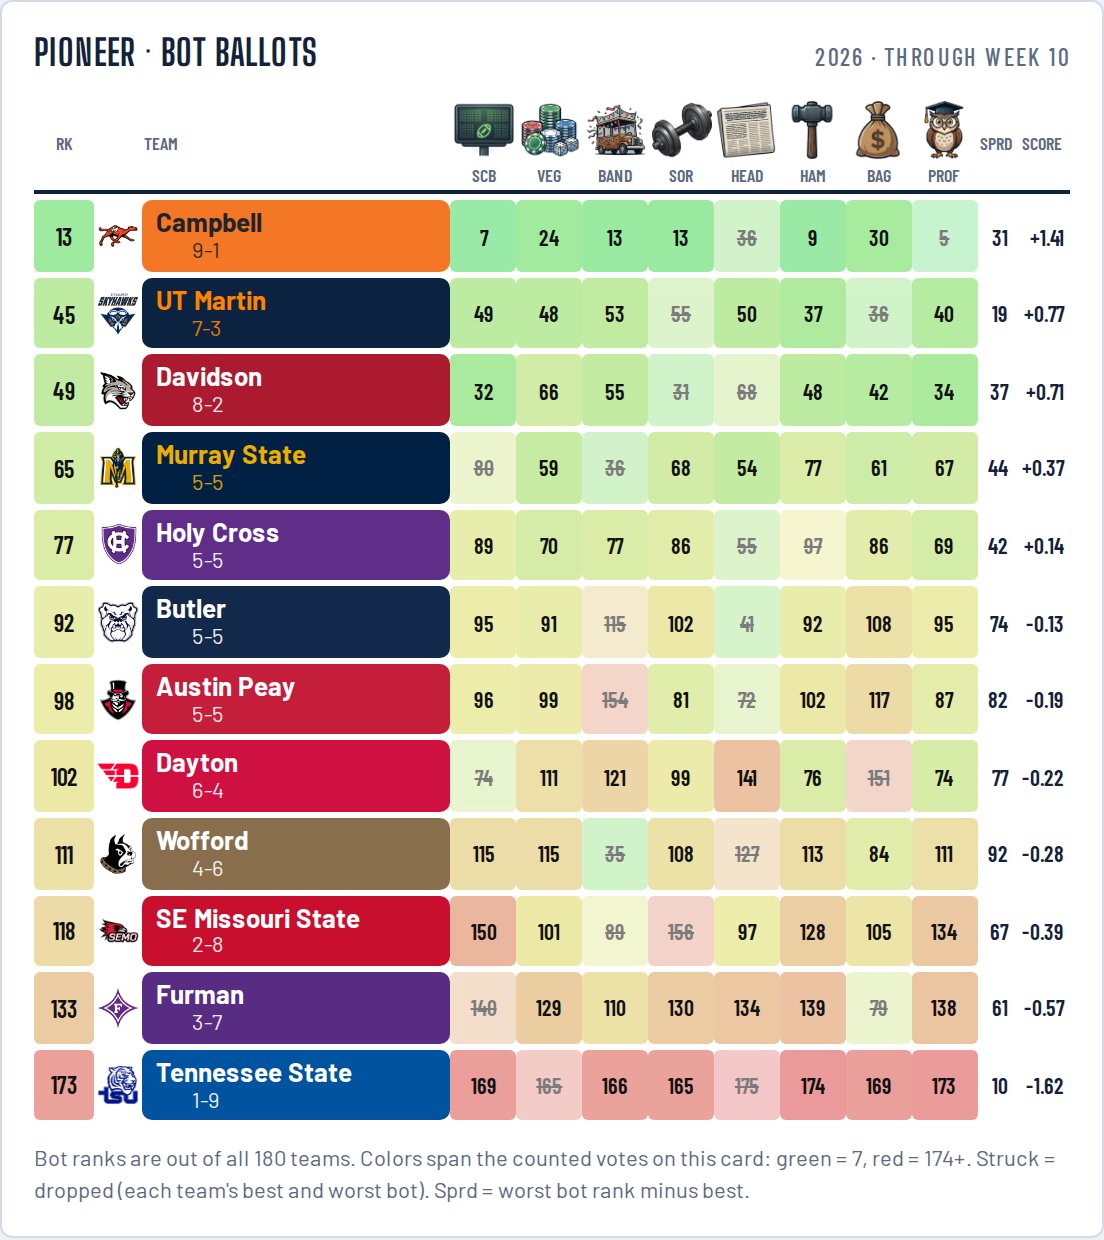 PIONEER · BOT BALLOTS
2026 · THROUGH WEEK 10
RK TEAM SCB VEG BAND SOR HEAD HAM BAG PROF SPRD SCORE
13 Campbell 9-1 7 24 13 13 36 9 30 5 31 +1.41
45 SKYHAWKS UT Martin 7-3 49 48 53 55 50 37 36 40 19 +0.77
49 Davidson 8-2 32 66 55 31 68 48 42 34 37 +0.71
65 M Murray State 5-5 80 59 36 68 54 77 61 67 44 +0.37
77 HC Holy Cross 5-5 89 70 77 86 55 97 86 69 42 +0.14
92 Butler 5-5 95 91 115 102 41 92 108 95 74 -0.13
98 Austin Peay 5-5 96 99 154 81 72 102 117 87 82 -0.19
102 D Dayton 6-4 74 111 121 99 141 76 151 74 77 -0.22
111 Wofford 4-6 115 115 35 108 127 113 84 111 92 -0.28
118 SEMO SE Missouri State 2-8 150 101 89 156 97 128 105 134 67 -0.39
133 F Furman 3-7 140 129 110 130 134 139 79 138 61 -0.57
173 TSU Tennessee State 1-9 169 165 166 165 175 174 169 173 10 -1.62
Bot ranks are out of all 180 teams. Colors span the counted votes on this card: green = 7, red = 174+. Struck =
dropped (each team's best and worst bot). Sprd = worst bot rank minus best.